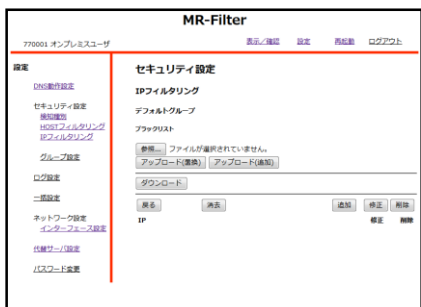 MR-Filter
770001 オンプレミスユーザ
表示／確認 設定 再起動 ログアウト
設定
DNS動作設定
セキュリティ設定
検知種別
HOSTフィルタリング
IPフィルタリング
グループ設定
ログ設定
一括設定
ネットワーク設定
インターフェース設定
代替サーバ設定
パスワード変更
セキュリティ設定
IPフィルタリング
デフォルトグループ
ブラックリスト
参照... ファイルが選択されていません。
アップロード(置換) アップロード(追加)
ダウンロード
戻る 消去 追加 修正 削除
IP 修正 削除